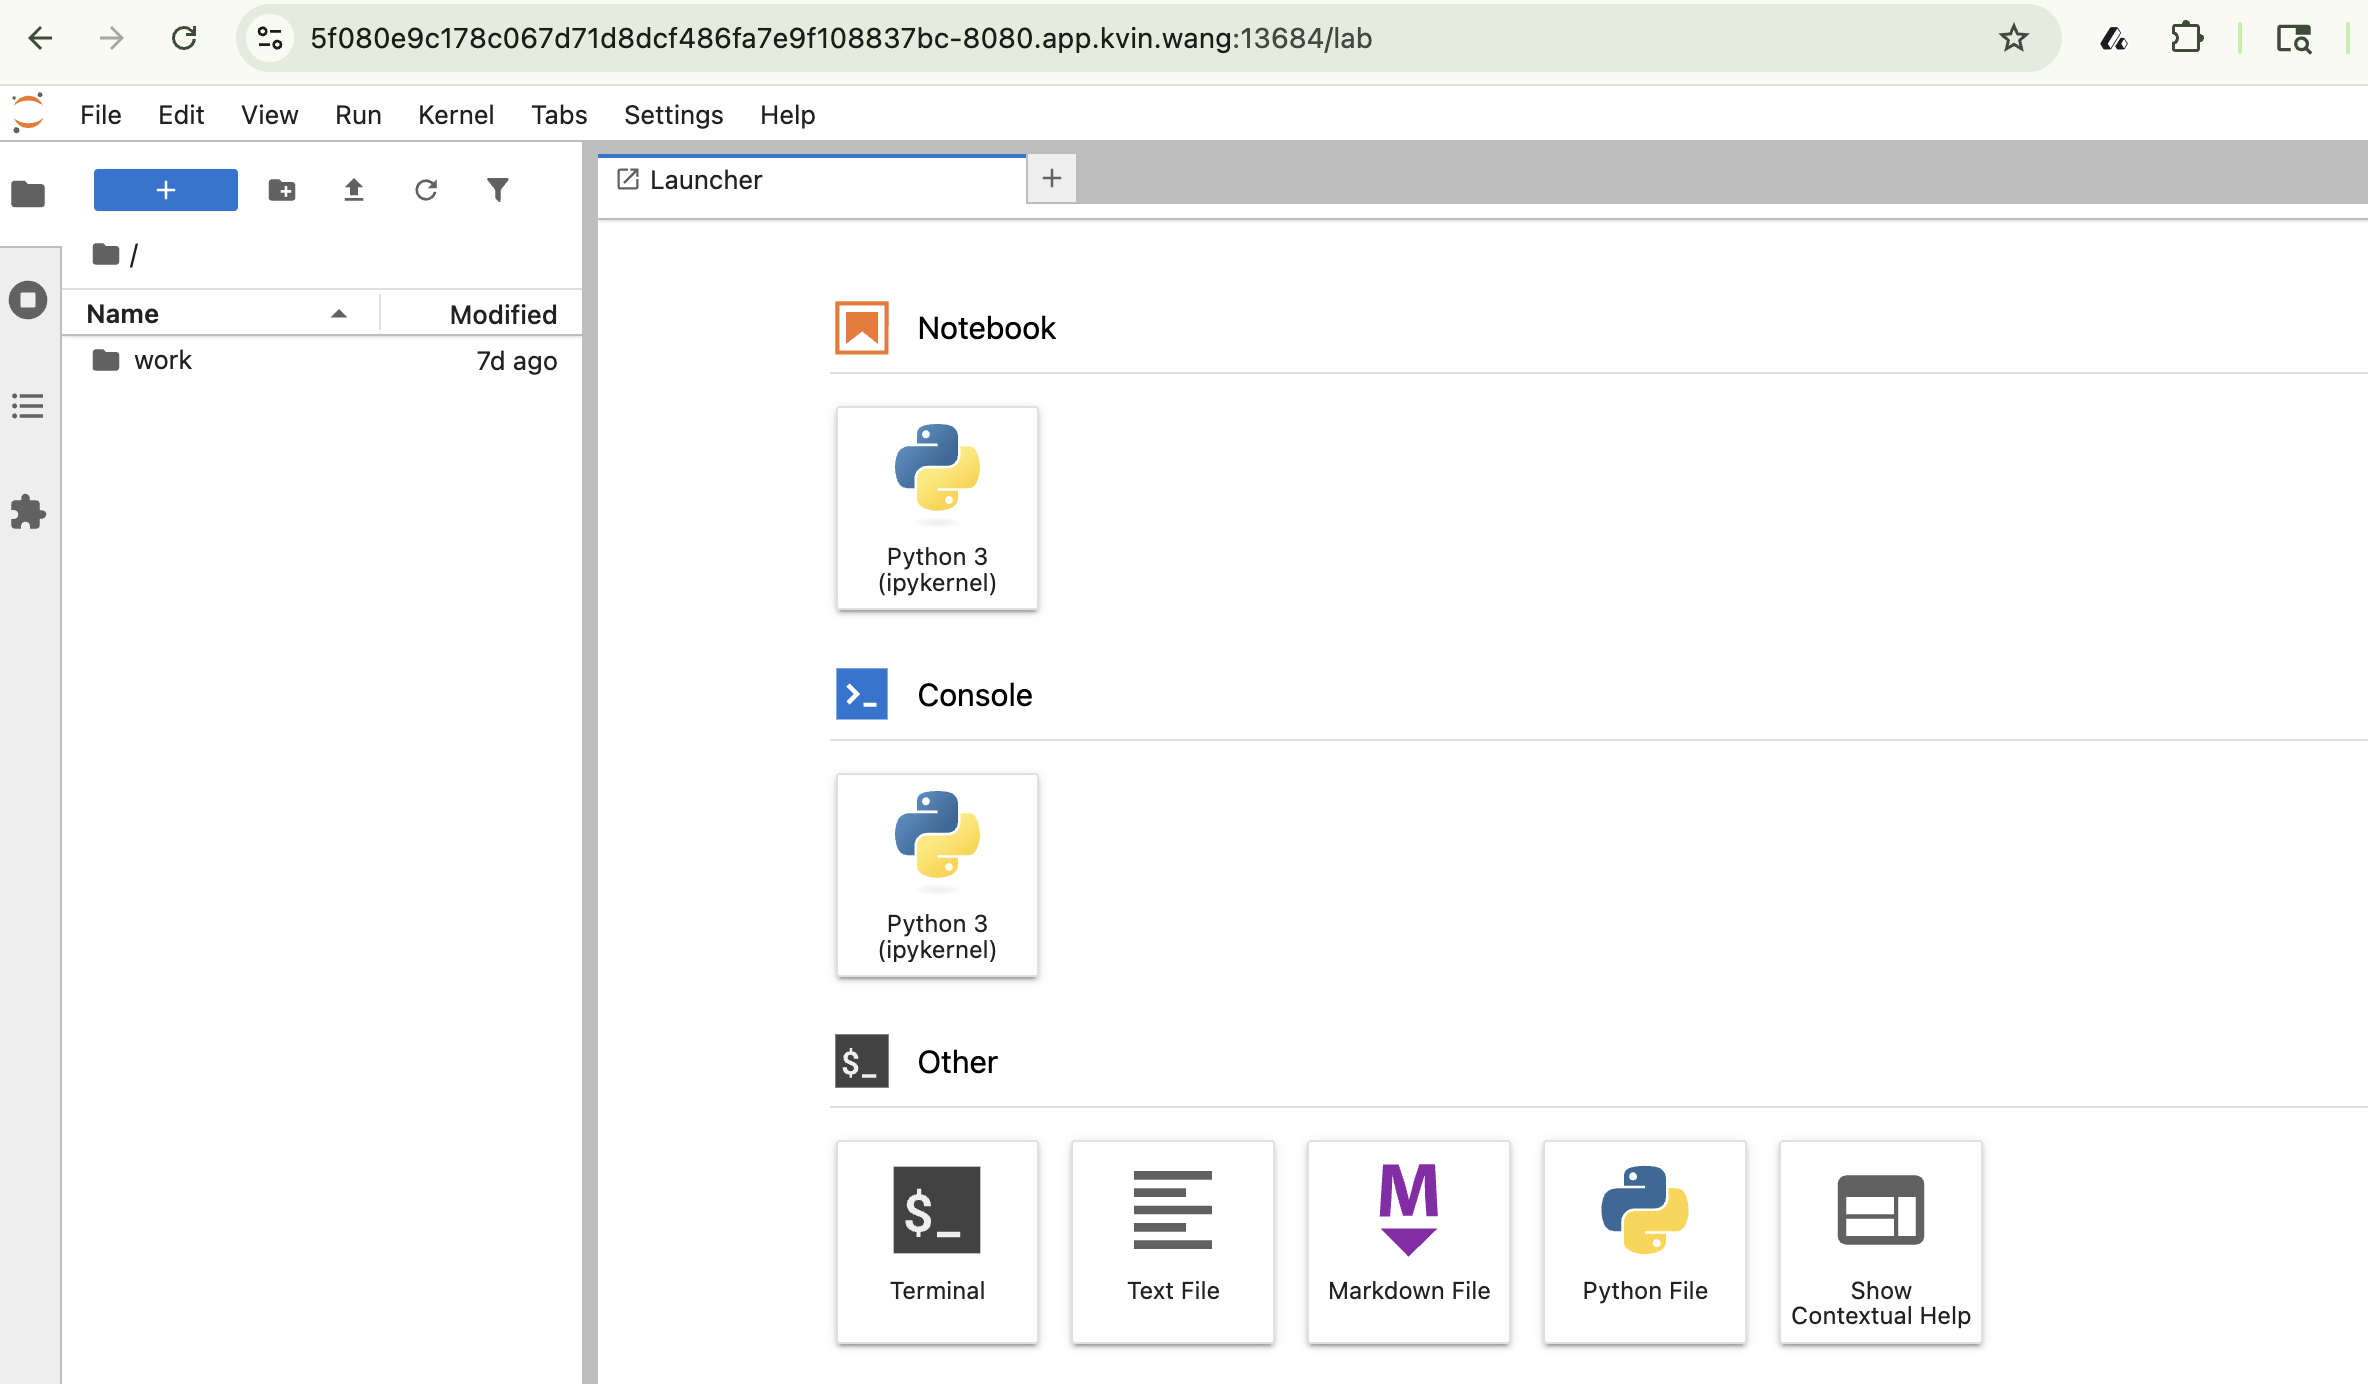 5f080e9c178c067d71d8dcf486fa7e9f108837bc-8080.app.kvin.wang:13684/lab
File Edit View Run Kernel Tabs Settings Help
+
Launcher
+
/
Name Modified
work 7d ago
Notebook
Python 3
(ipykernel)
>_ Console
Python 3
(ipykernel)
$_ Other
$_
Terminal
Text File
M
Markdown File
Python File
Show
Contextual Help